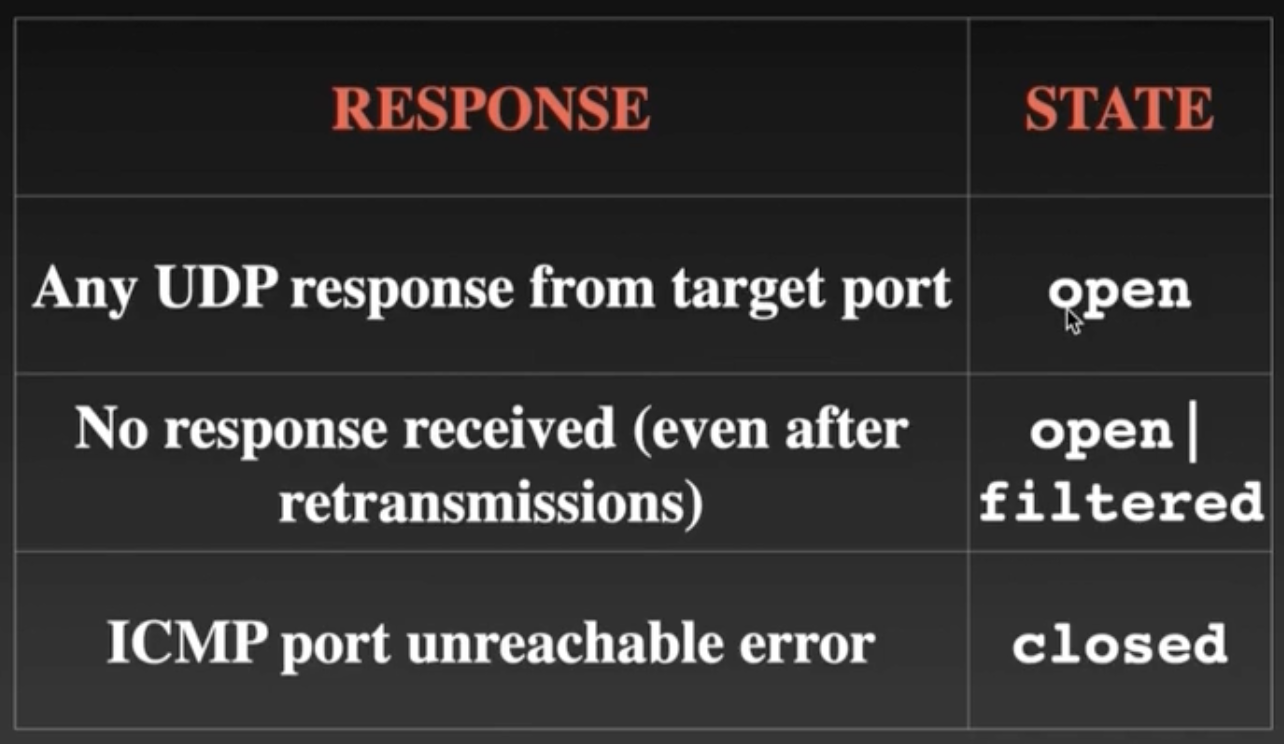 RESPONSE STATE
Any UDP response from target port open
No response received (even after
retransmissions)
open|
filtered
ICMP port unreachable error closed